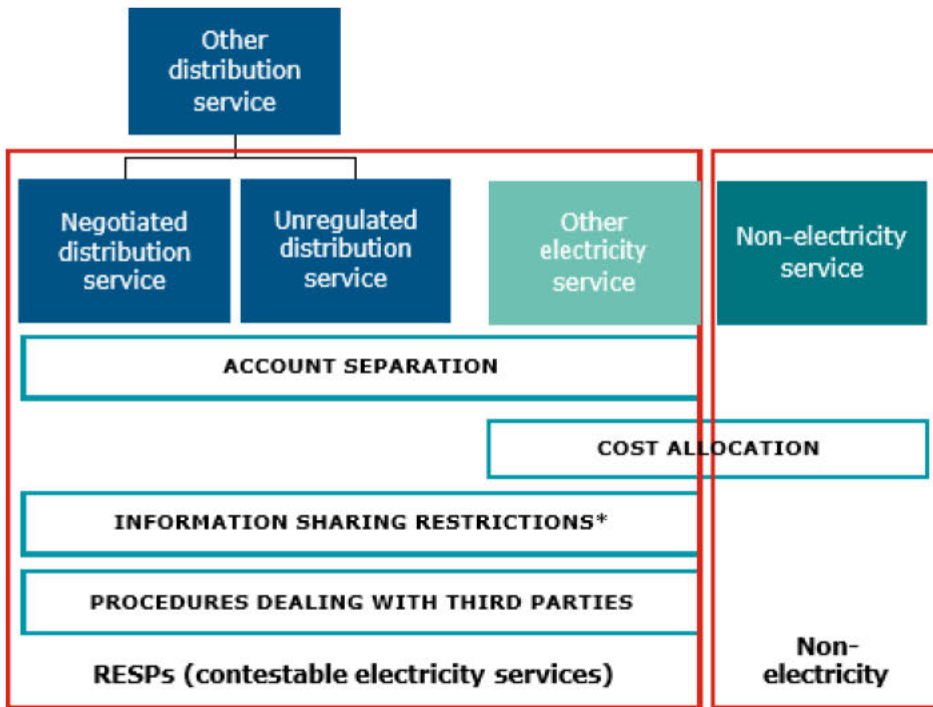 Other
distribution
service
Negotiated
distribution
service
Unregulated
distribution
service
Other
electricity
service
Non-electricity
service
ACCOUNT SEPARATION
COST ALLOCATION
INFORMATION SHARING RESTRICTIONS*
PROCEDURES DEALING WITH THIRD PARTIES
RESPs (contestable electricity services)
Non-
electricity